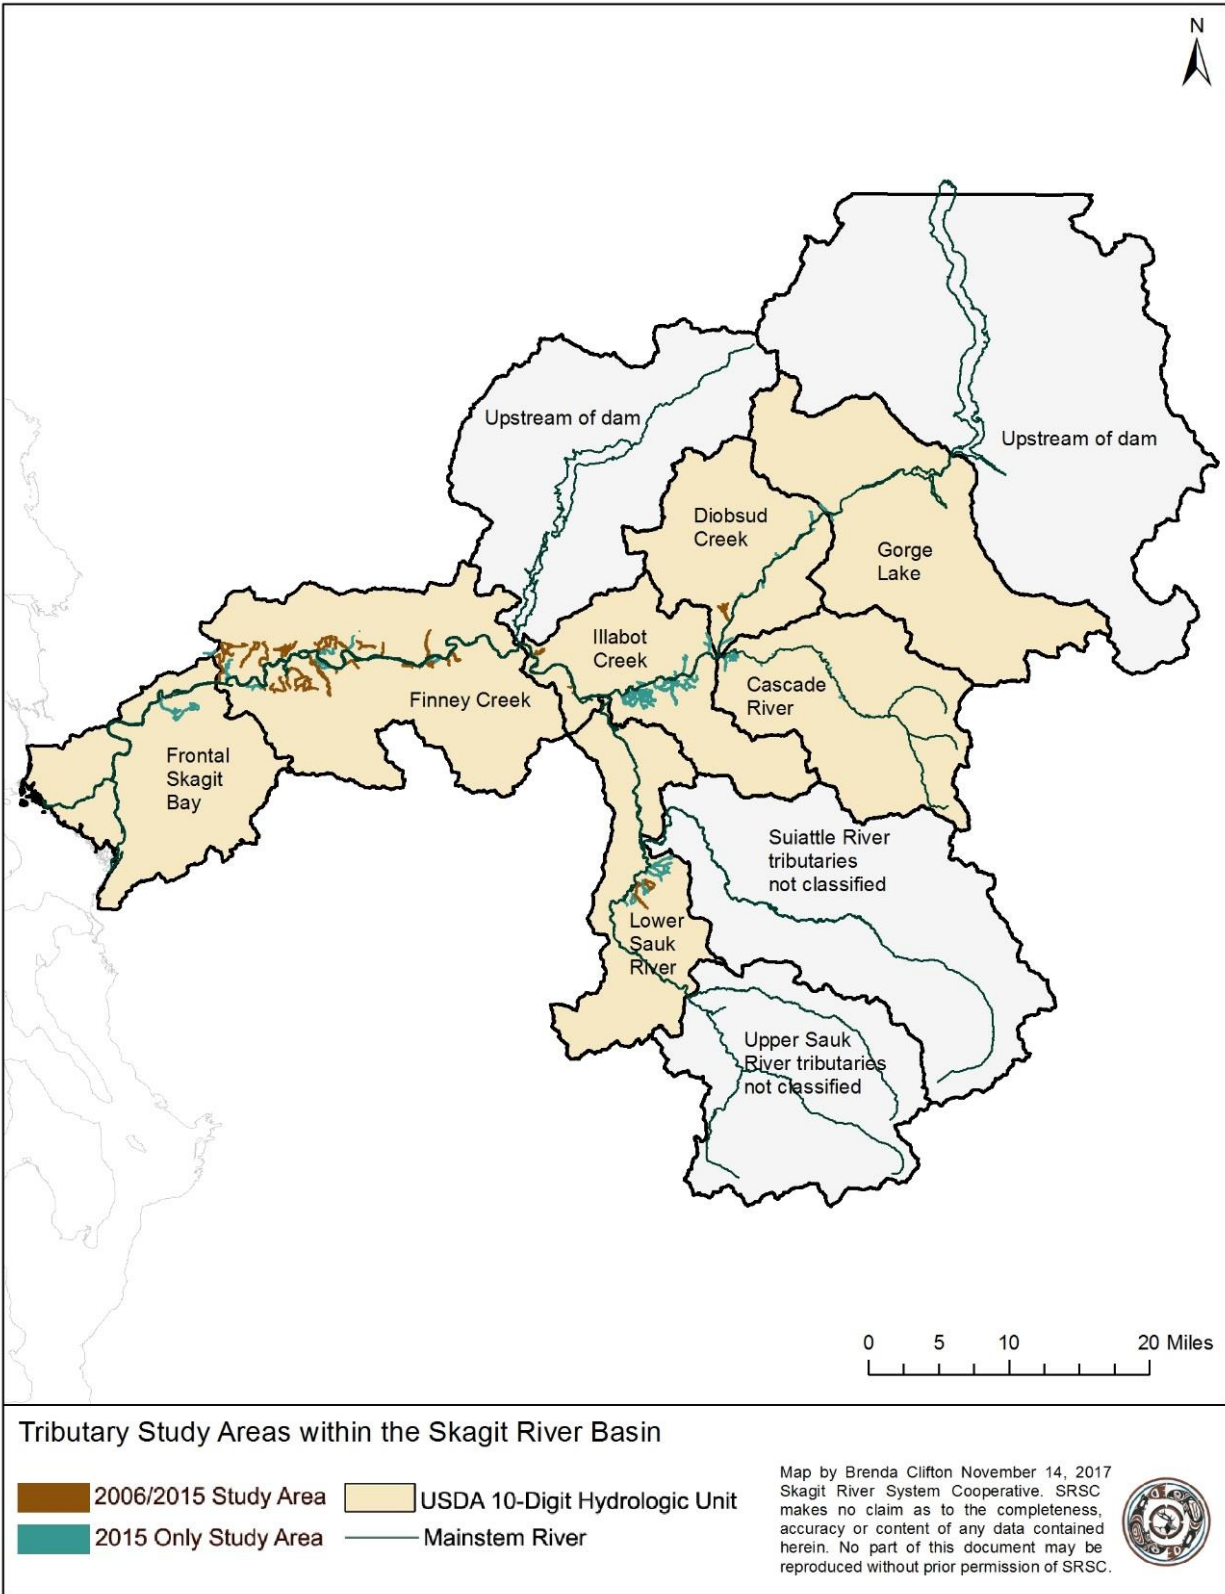 N
Upstream of dam
Upstream of dam
Diobsud
Creek
Gorge
Lake
Illabot
Creek
Cascade
River
Finney Creek
Frontal
Skagit
Bay
Suiattle River
tributaries
not classified
Lower
Sauk
River
Upper Sauk
River tributaries
not classified
0 5 10 20 Miles
Tributary Study Areas within the Skagit River Basin
2006/2015 Study Area
USDA 10-Digit Hydrologic Unit
2015 Only Study Area
Mainstem River
Map by Brenda Clifton November 14, 2017
Skagit River System Cooperative. SRSC
makes no claim as to the completeness,
accuracy or content of any data contained
herein. No part of this document may be
reproduced without prior permission of SRSC.